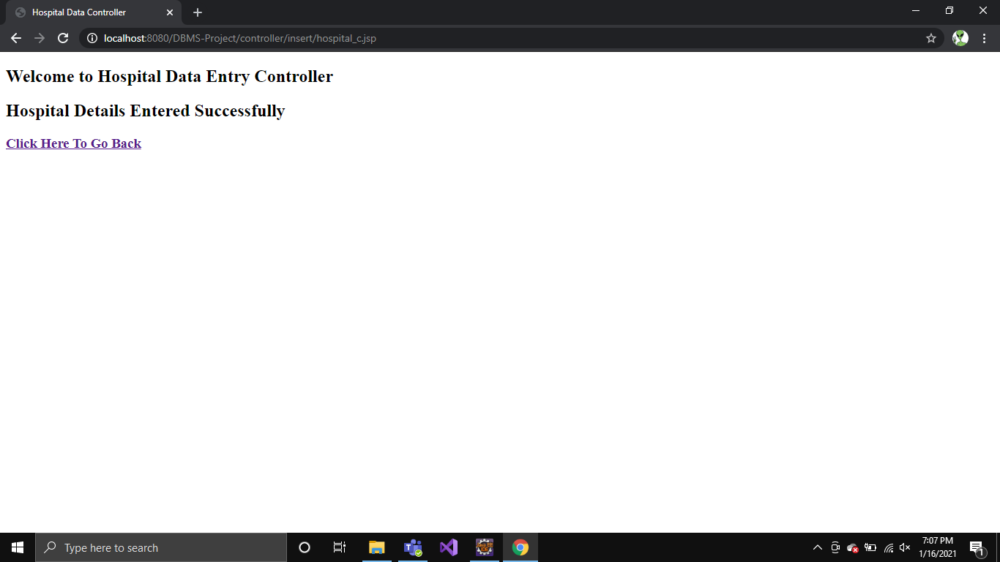 Hospital Data Controller
localhost:8080/DBMS-Project/controller/insert/hospital_c.jsp
Welcome to Hospital Data Entry Controller
Hospital Details Entered Successfully
Click Here To Go Back
Type here to search
7:07 PM
1/16/2021
1